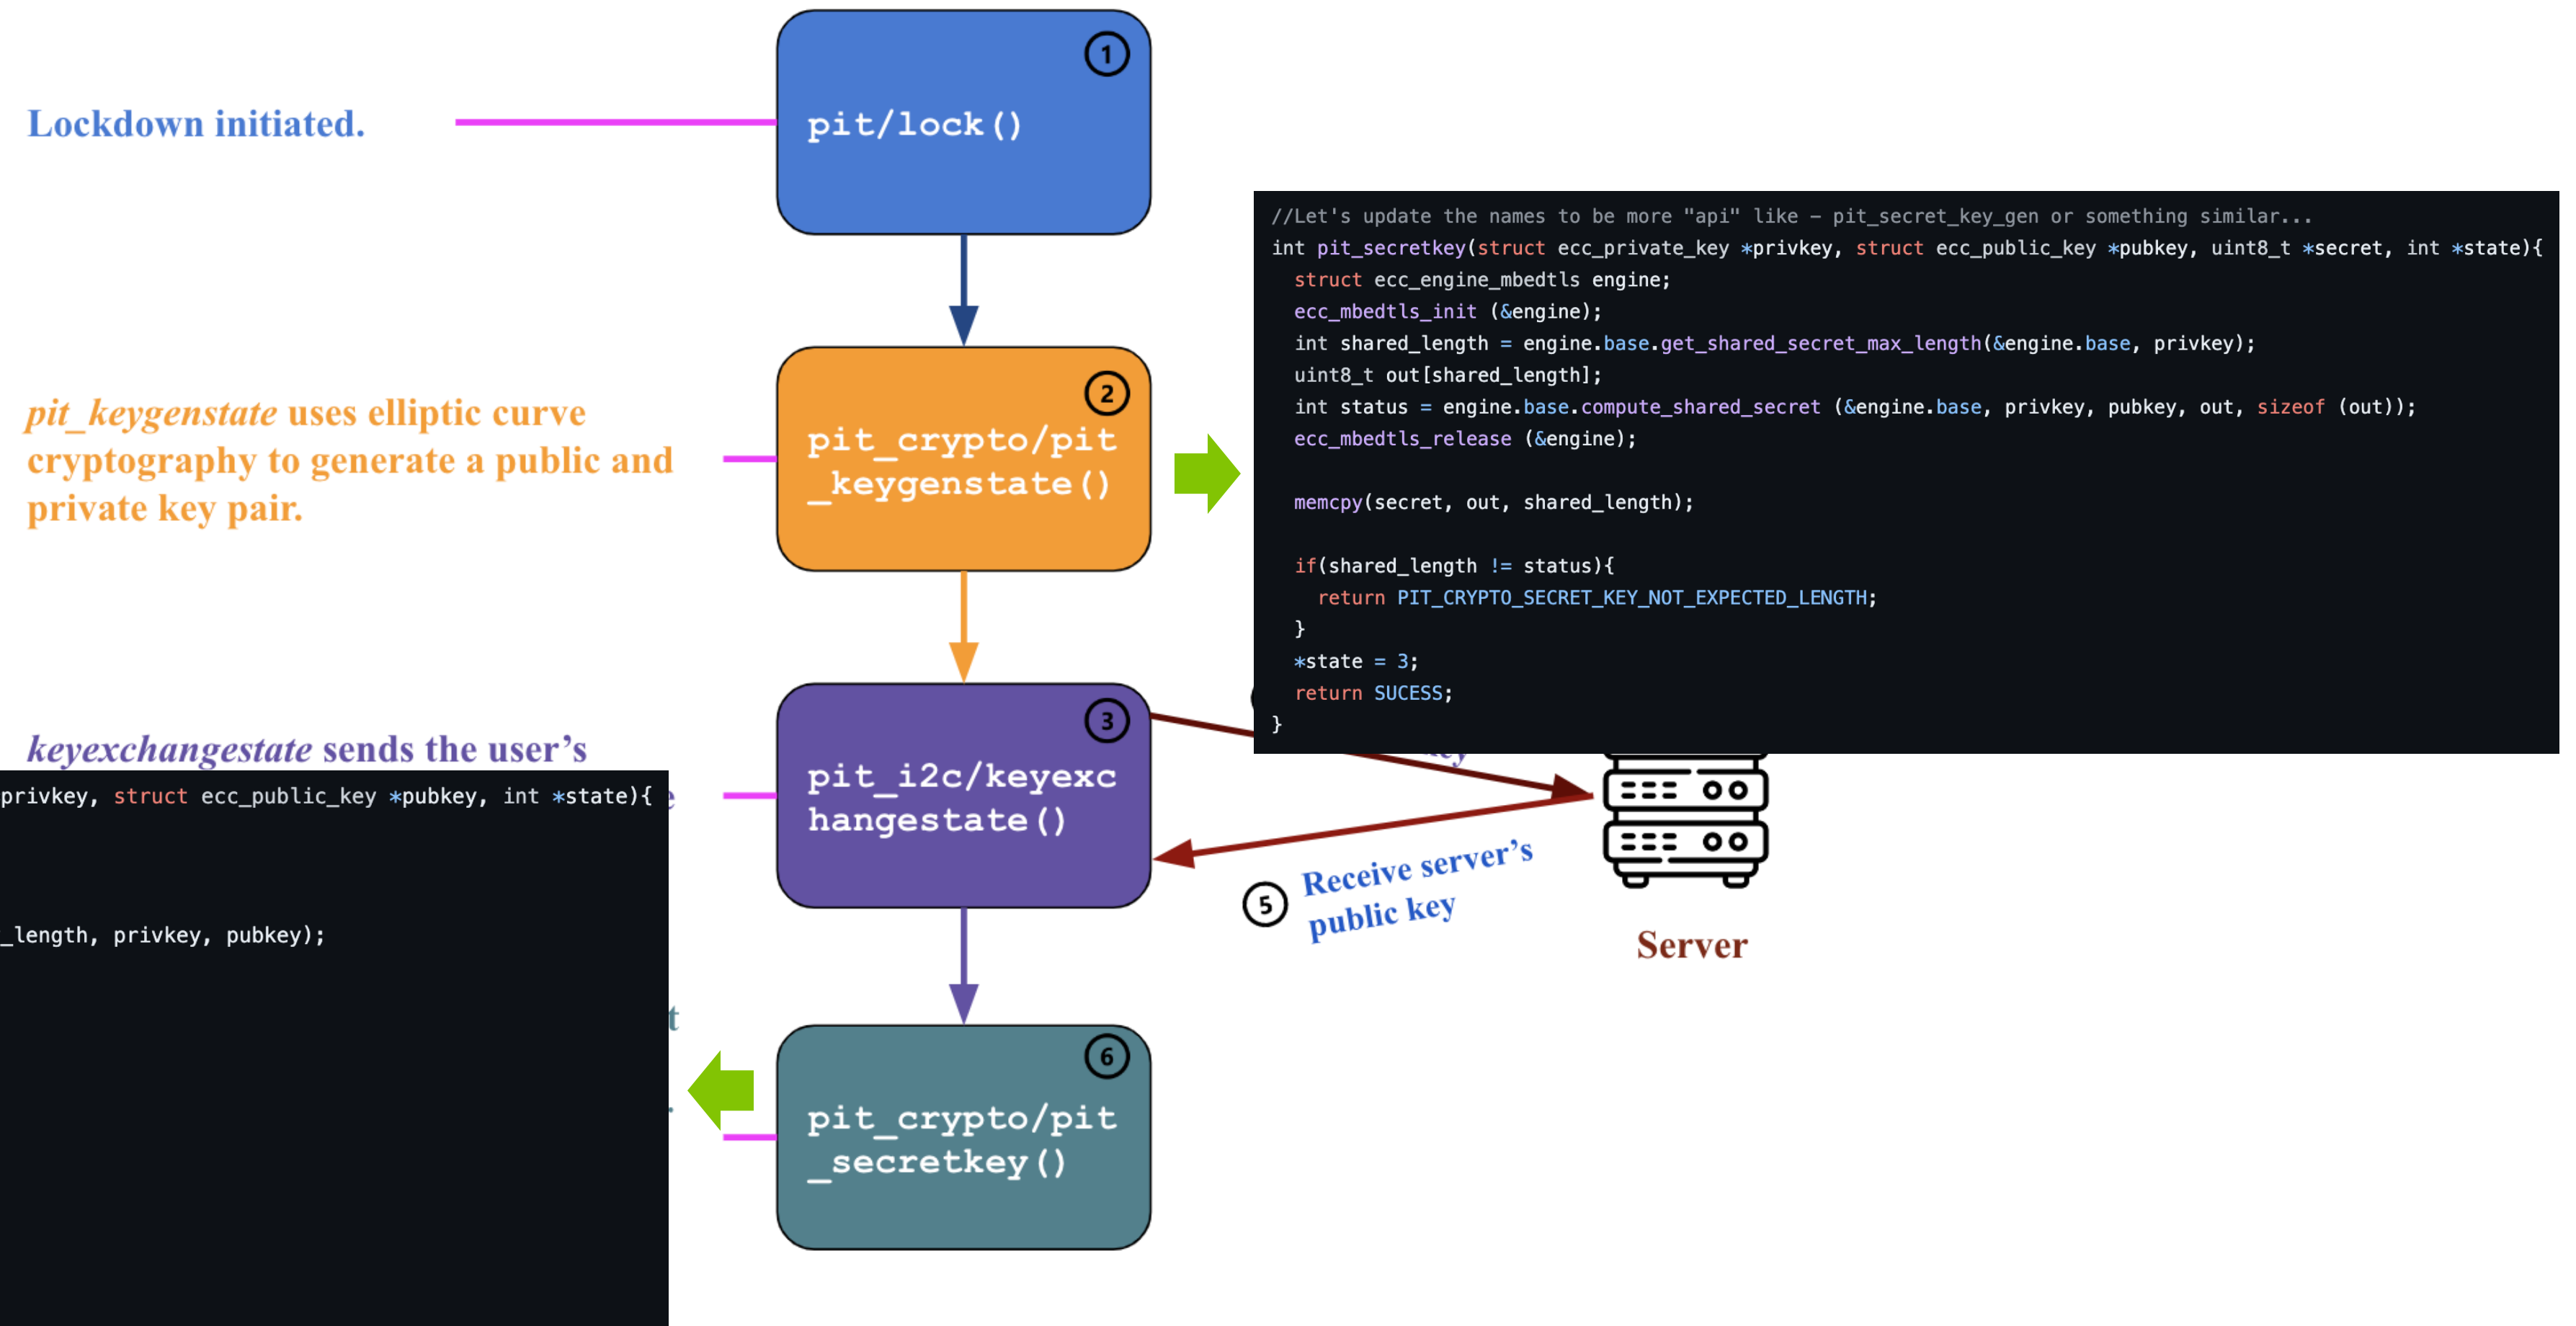 1
pit/lock()
Lockdown initiated.
//Let's update the names to be more "api" like – pit_secret_key_gen or something similar...
int pit_secretkey(struct ecc_private_key *privkey, struct ecc_public_key *pubkey, uint8_t *secret, int *state){
struct ecc_engine_mbedtls engine;
ecc_mbedtls_init (&engine);
int shared_length = engine.base.get_shared_secret_max_length(&engine.base, privkey);
uint8_t out[shared_length];
int status = engine.base.compute_shared_secret (&engine.base, privkey, pubkey, out, sizeof (out));
ecc_mbedtls_release (&engine);
memcpy(secret, out, shared_length);
if(shared_length != status){
return PIT_CRYPTO_SECRET_KEY_NOT_EXPECTED_LENGTH;
}
*state = 3;
return SUCESS;
}
2
pit_crypto/pit
_keygenstate()
pit_keygenstate uses elliptic curve
cryptography to generate a public and
private key pair.
3
pit_i2c/keyexc
hangestate()
keyexchangestate sends the user's
privkey, struct ecc_public_key *pubkey, int *state){
_length, privkey, pubkey);
5
Receive server's
public key
Server
6
pit_crypto/pit
_secretkey()